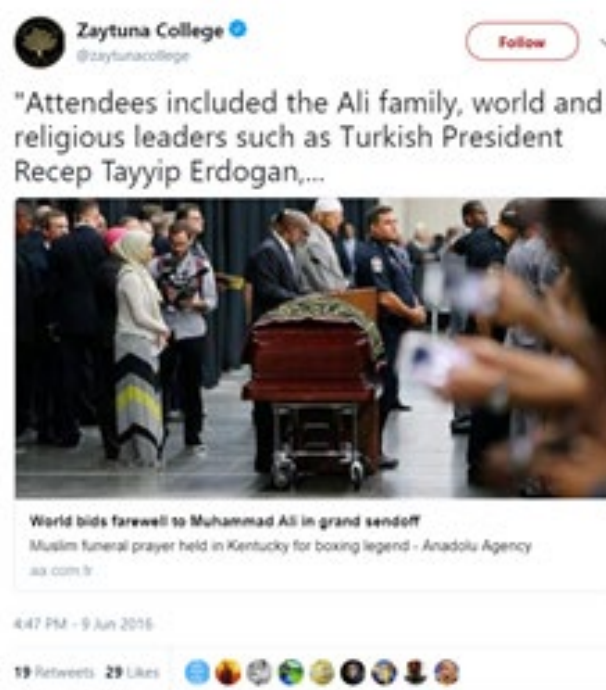 Zaytuna College
@zaytunacollege
Follow
"Attendees included the Ali family, world and
religious leaders such as Turkish President
Recep Tayyip Erdogan,...
World bids farewell to Muhammad Ali in grand sendoff
Muslim funeral prayer held in Kentucky for boxing legend - Anadolu Agency
aa.com.tr
4:47 PM - 9 Jun 2016
19 Retweets 29 Likes